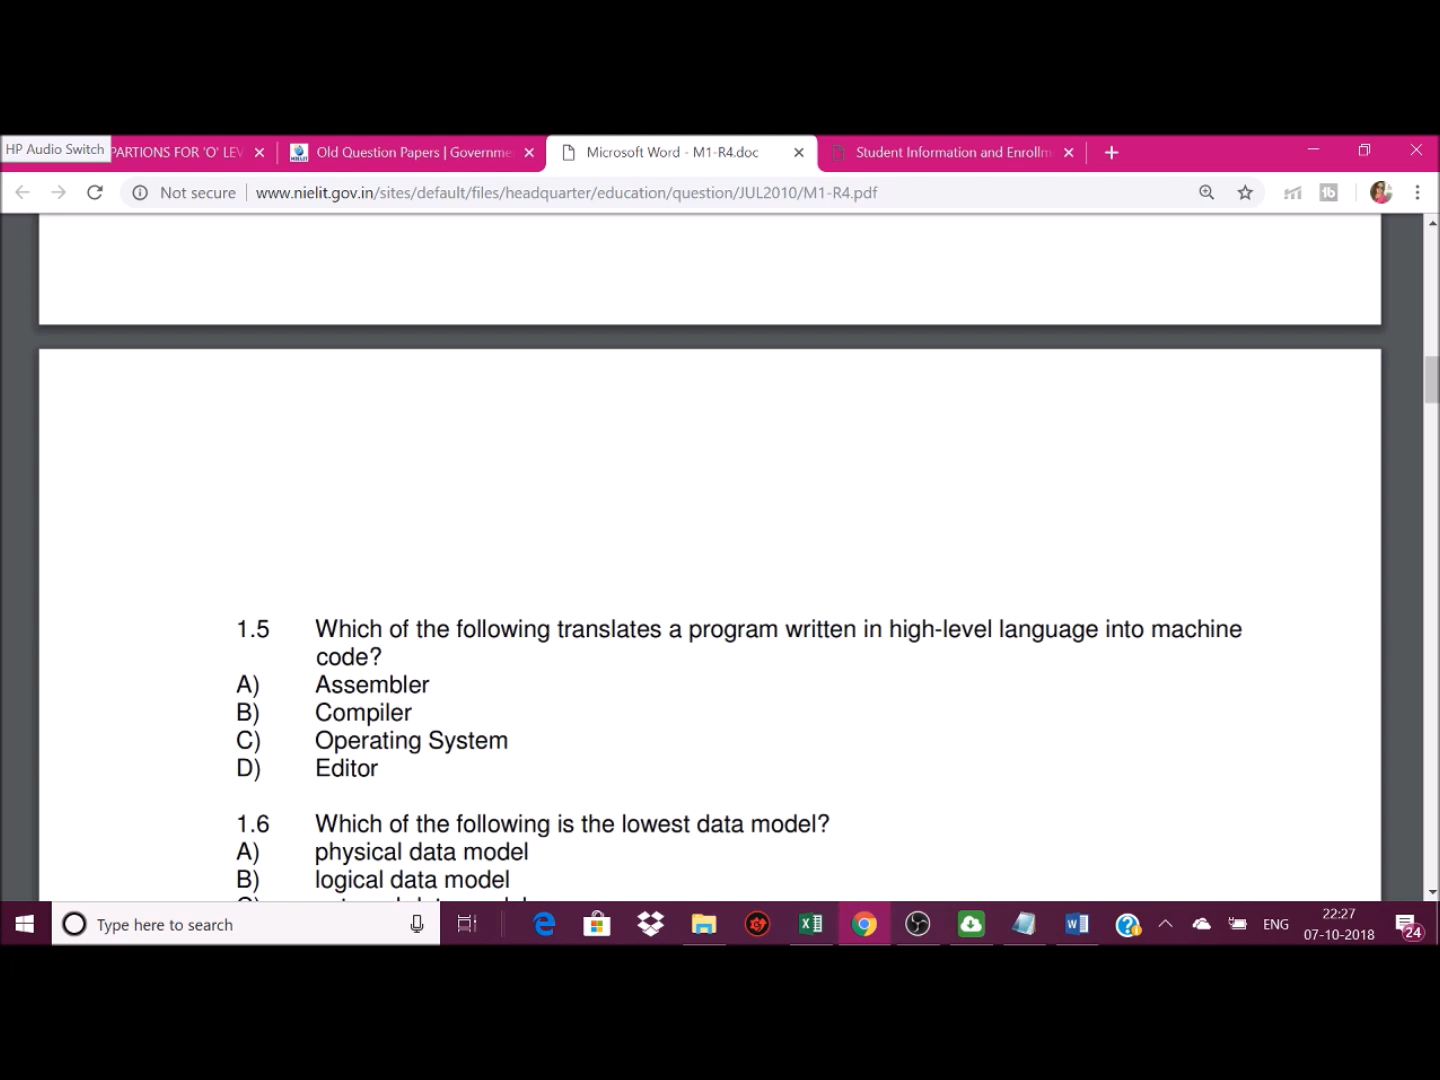 HP Audio Switch
PARTIONS FOR 'O' LEV
Old Question Papers | Governme
Microsoft Word - M1-R4.doc
Student Information and Enrollm
Not secure
www.nielit.gov.in/sites/default/files/headquarter/education/question/JUL2010/M1-R4.pdf
1.5 Which of the following translates a program written in high-level language into machine
code?
A) Assembler
B) Compiler
C) Operating System
D) Editor
1.6 Which of the following is the lowest data model?
A) physical data model
B) logical data model
Type here to search
ENG
22:27
07-10-2018
24